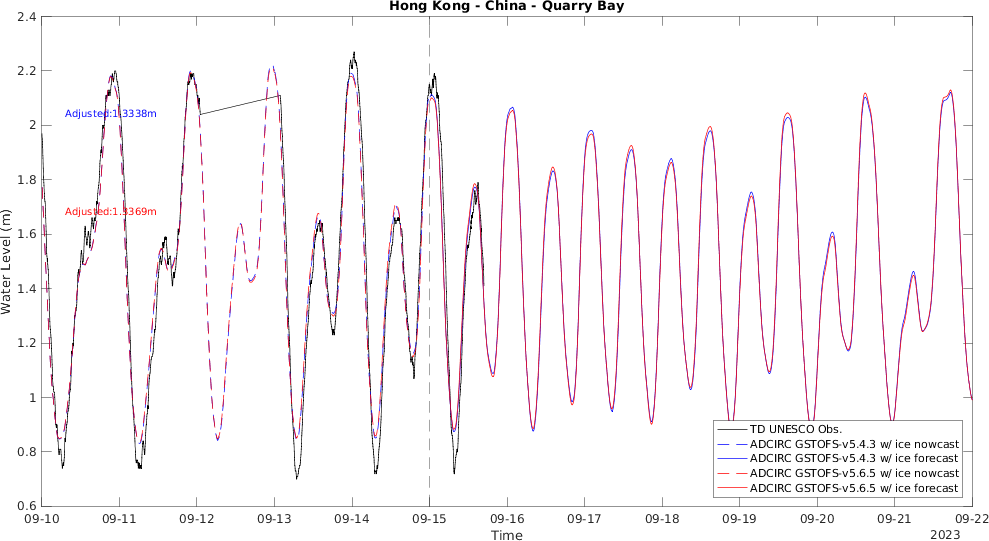 Hong Kong - China - Quarry Bay
2.4
2.2
2
1.8
1.6
1.4
1.2
1
0.8
0.6
Water Level (m)
Adjusted:1.3338m
Adjusted:1.3369m
TD UNESCO Obs.
ADCIRC GSTOFS-v5.4.3 w/ ice nowcast
ADCIRC GSTOFS-v5.4.3 w/ ice forecast
ADCIRC GSTOFS-v5.6.5 w/ ice nowcast
ADCIRC GSTOFS-v5.6.5 w/ ice forecast
09-10 09-11 09-12 09-13 09-14 09-15 09-16 09-17 09-18 09-19 09-20 09-21 09-22
Time
2023